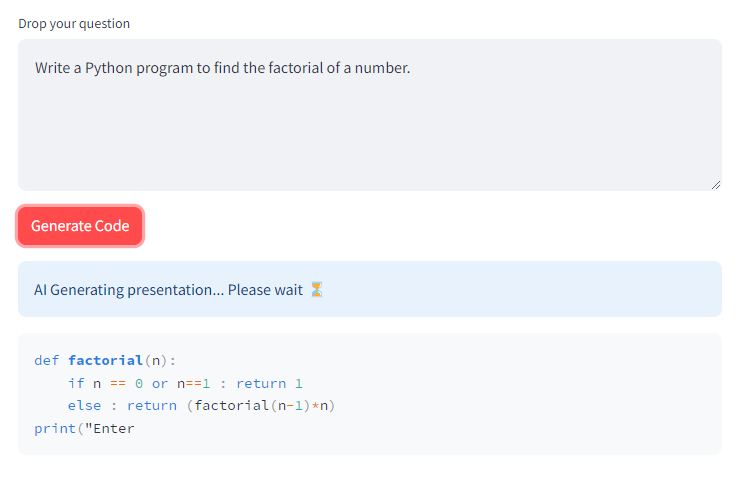 Drop your question
Write a Python program to find the factorial of a number.
Generate Code
AI Generating presentation... Please wait ⏳
def factorial(n):
    if n == 0 or n==1 : return 1
    else : return (factorial(n-1)*n)
print("Enter